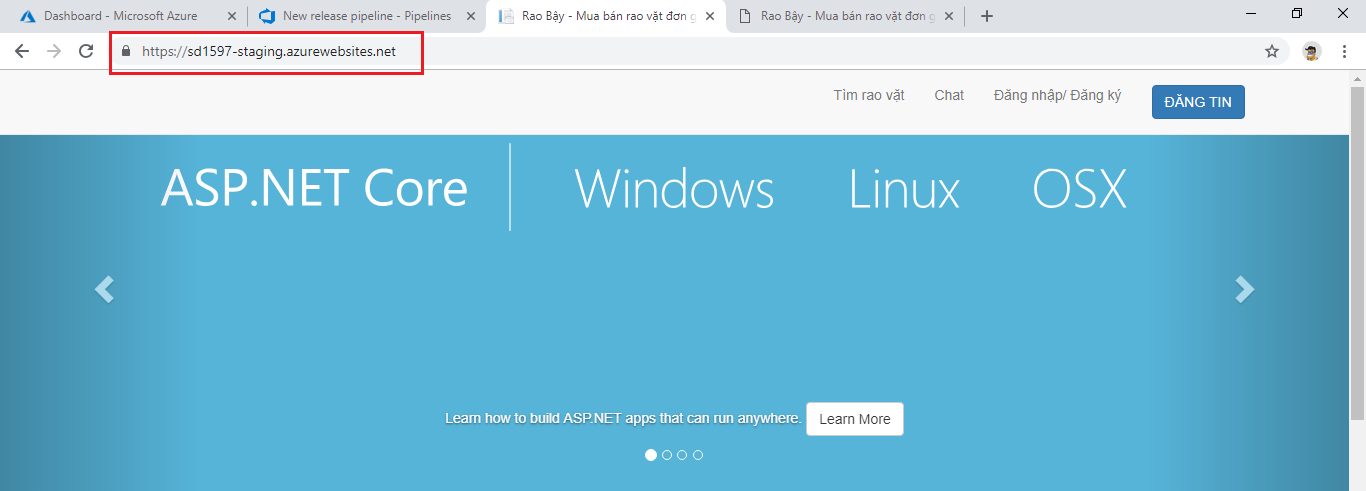 Dashboard - Microsoft Azure
New release pipeline - Pipelines
Rao Bậy - Mua bán rao vặt đơn g
Rao Bậy - Mua bán rao vặt đơn g
https://sd1597-staging.azurewebsites.net
Tìm rao vặt Chat Đăng nhập/ Đăng ký ĐĂNG TIN
ASP.NET Core Windows Linux OSX
Learn how to build ASP.NET apps that can run anywhere. Learn More